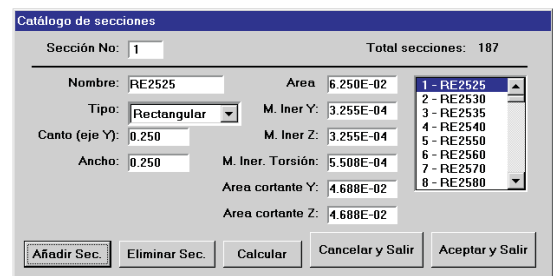 Catálogo de secciones
Sección No: 1 Total secciones: 187
Nombre: RE2525 Area 6.250E-02
Tipo: Rectangular M. Iner Y: 3.255E-04
Canto (eje Y): 0.250 M. Iner Z: 3.255E-04
Ancho: 0.250 M. Iner. Torsión: 5.508E-04
Area cortante Y: 4.688E-02
Area cortante Z: 4.688E-02
1 - RE2525
2 - RE2530
3 - RE2535
4 - RE2540
5 - RE2550
6 - RE2560
7 - RE2570
8 - RE2580
Añadir Sec. Eliminar Sec. Calcular Cancelar y Salir Aceptar y Salir